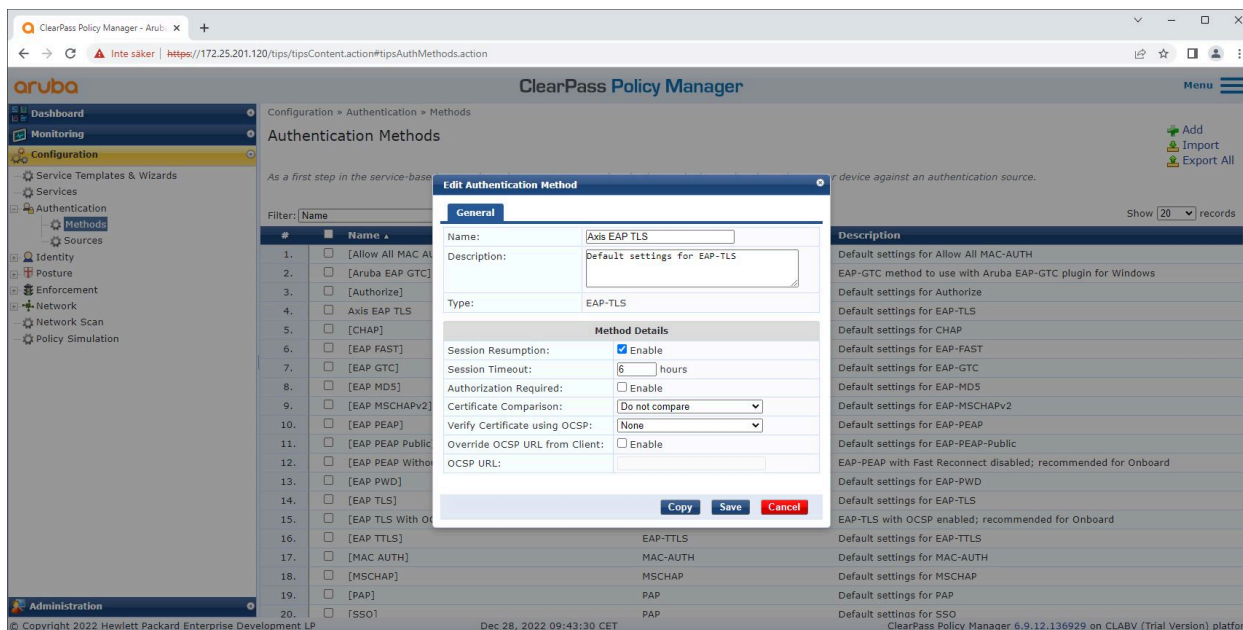 ClearPass Policy Manager - Arub
Inte säker | https://172.25.201.120/tips/tipsContent.action#tipsAuthMethods.action
aruba
ClearPass Policy Manager
Menu
Dashboard
Monitoring
Configuration
Service Templates & Wizards
Services
Authentication
Methods
Sources
Identity
Posture
Enforcement
Network
Network Scan
Policy Simulation
Administration
Configuration » Authentication » Methods
Authentication Methods
Add
Import
Export All
As a first step in the service-base
r device against an authentication source.
Filter: Name
Show 20 records
# Name Description
1. [Allow All MAC AU Default settings for Allow All MAC-AUTH
2. [Aruba EAP GTC] EAP-GTC method to use with Aruba EAP-GTC plugin for Windows
3. [Authorize] Default settings for Authorize
4. Axis EAP TLS Default settings for EAP-TLS
5. [CHAP] Default settings for CHAP
6. [EAP FAST] Default settings for EAP-FAST
7. [EAP GTC] Default settings for EAP-GTC
8. [EAP MD5] Default settings for EAP-MD5
9. [EAP MSCHAPv2] Default settings for EAP-MSCHAPv2
10. [EAP PEAP] Default settings for EAP-PEAP
11. [EAP PEAP Public Default settings for EAP-PEAP-Public
12. [EAP PEAP Witho EAP-PEAP with Fast Reconnect disabled; recommended for Onboard
13. [EAP PWD] Default settings for EAP-PWD
14. [EAP TLS] Default settings for EAP-TLS
15. [EAP TLS With OC EAP-TLS with OCSP enabled; recommended for Onboard
16. [EAP TTLS] EAP-TTLS Default settings for EAP-TTLS
17. [MAC AUTH] MAC-AUTH Default settings for MAC-AUTH
18. [MSCHAP] MSCHAP Default settings for MSCHAP
19. [PAP] PAP Default settings for PAP
20. [SSO] PAP Default settings for SSO
Edit Authentication Method
General
Name: Axis EAP TLS
Description: Default settings for EAP-TLS
Type: EAP-TLS
Method Details
Session Resumption: Enable
Session Timeout: 6 hours
Authorization Required: Enable
Certificate Comparison: Do not compare
Verify Certificate using OCSP: None
Override OCSP URL from Client: Enable
OCSP URL:
Copy Save Cancel
© Copyright 2022 Hewlett Packard Enterprise Development LP Dec 28, 2022 09:43:30 CET ClearPass Policy Manager 6.9.12.136929 on CLABV (Trial Version) platfor